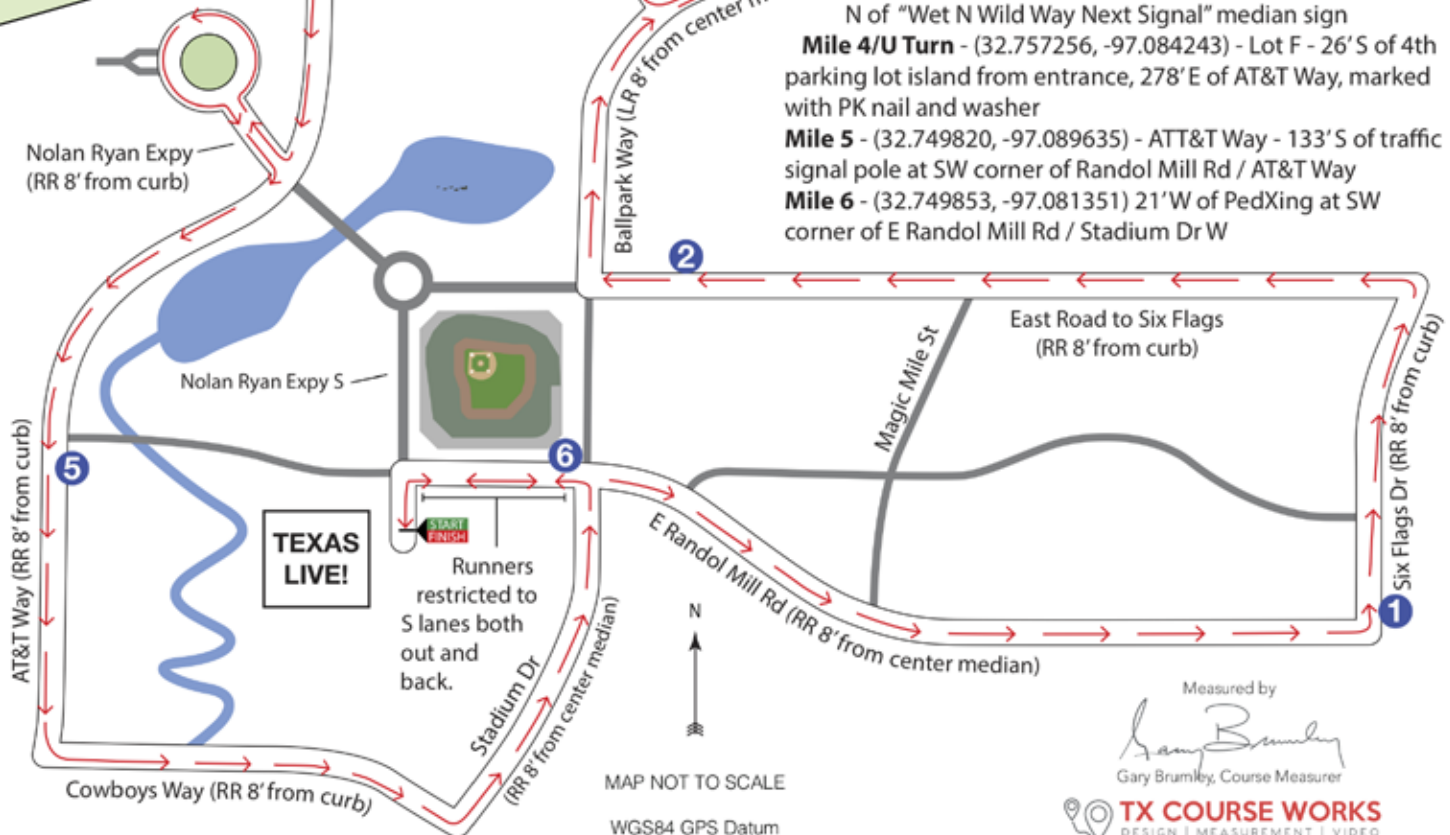 Ballpark Way (LR 8' from center m
N of “Wet N Wild Way Next Signal” median sign
Mile 4/U Turn - (32.757256, -97.084243) - Lot F - 26' S of 4th
parking lot island from entrance, 278' E of AT&T Way, marked
with PK nail and washer
Mile 5 - (32.749820, -97.089635) - ATT&T Way - 133' S of traffic
signal pole at SW corner of Randol Mill Rd / AT&T Way
Mile 6 - (32.749853, -97.081351) 21' W of PedXing at SW
corner of E Randol Mill Rd / Stadium Dr W
Nolan Ryan Expy
(RR 8' from curb)
2
East Road to Six Flags
(RR 8' from curb)
Magic Mile St
Nolan Ryan Expy S
Six Flags Dr (RR 8' from curb)
AT&T Way (RR 8' from curb)
5
6
START
FINISH
TEXAS
LIVE!
Runners
restricted to
S lanes both
out and
back.
E Randol Mill Rd (RR 8' from center median)
1
N
Stadium Dr
(RR 8' from center median)
Cowboys Way (RR 8' from curb)
MAP NOT TO SCALE
WGS84 GPS Datum
Measured by
Gary Brumley
Gary Brumley, Course Measurer
TX COURSE WORKS
DESIGN | MEASUREMENT | VIDEO